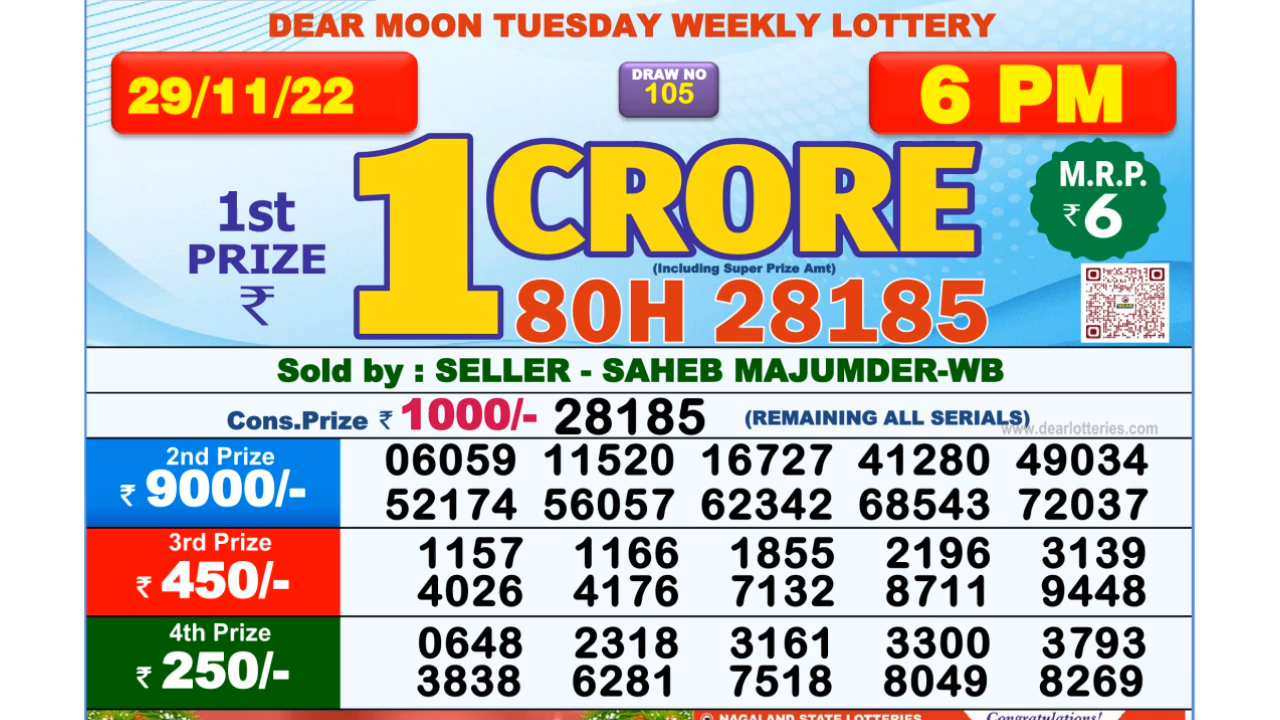 DEAR MOON TUESDAY WEEKLY LOTTERY
29/11/22
DRAW NO
105
6 PM
1st
PRIZE
₹
1 CRORE
(Including Super Prize Amt)
80H 28185
M.R.P.
₹ 6
Sold by : SELLER - SAHEB MAJUMDER-WB
Cons.Prize ₹ 1000/- 28185 (REMAINING ALL SERIALS)
www.dearlotteries.com
2nd Prize
₹ 9000/-
06059 11520 16727 41280 49034
52174 56057 62342 68543 72037
3rd Prize
₹ 450/-
1157 1166 1855 2196 3139
4026 4176 7132 8711 9448
4th Prize
₹ 250/-
0648 2318 3161 3300 3793
3838 6281 7518 8049 8269
NAGALAND STATE LOTTERIES
Congratulations!